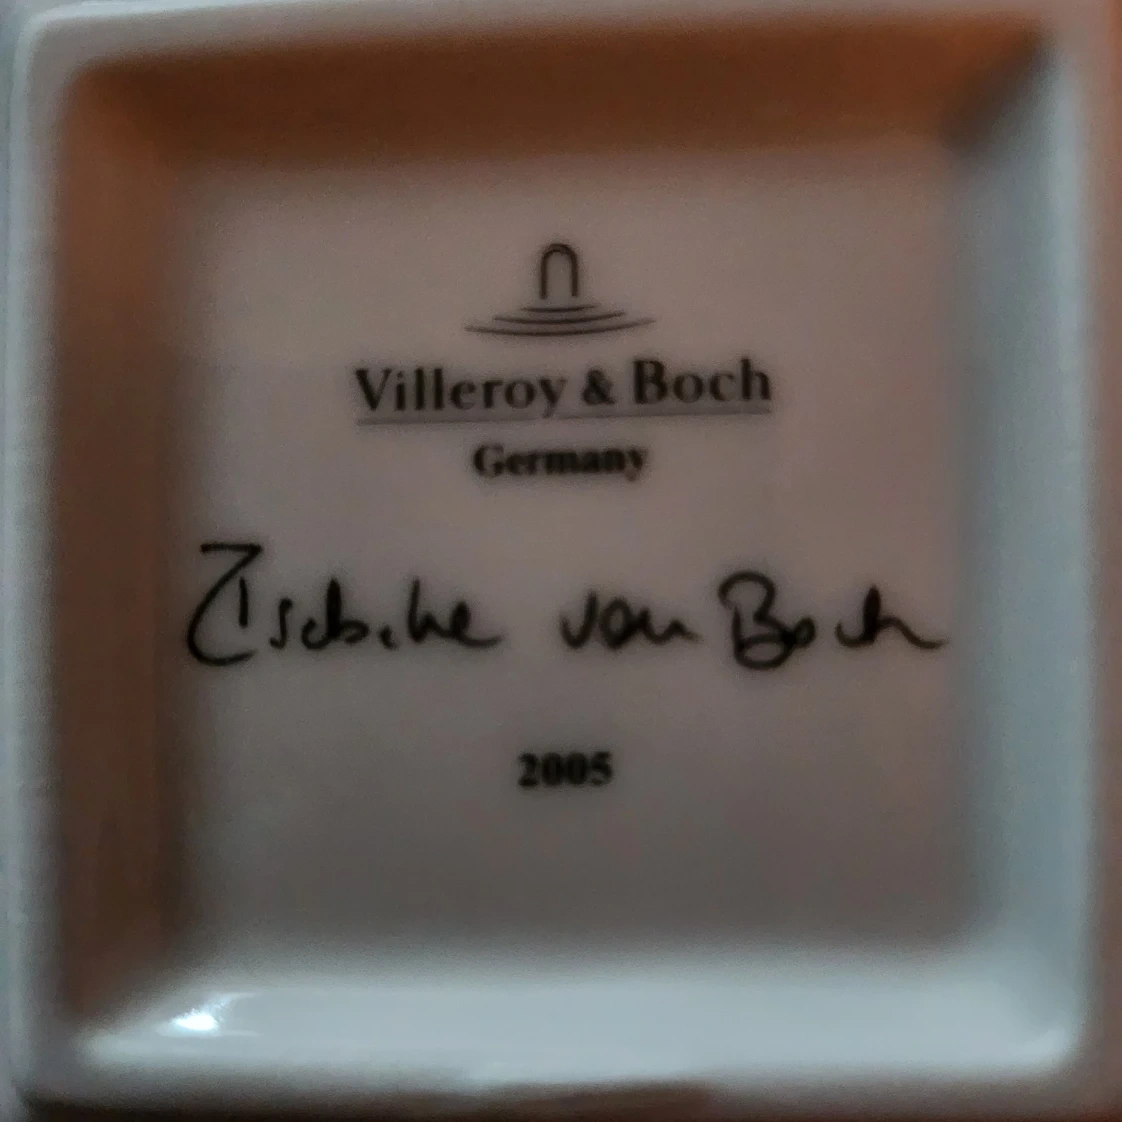 Villeroy & Boch
Germany
von Boch
2005